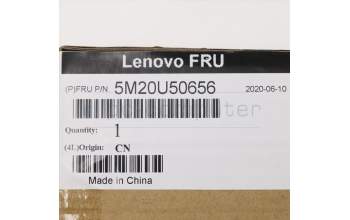 Lenovo FRU
(P)FRU P/N 5M20U50656 2020-06-10
Quantity: 1
(4L)Origin: CN
Made in China